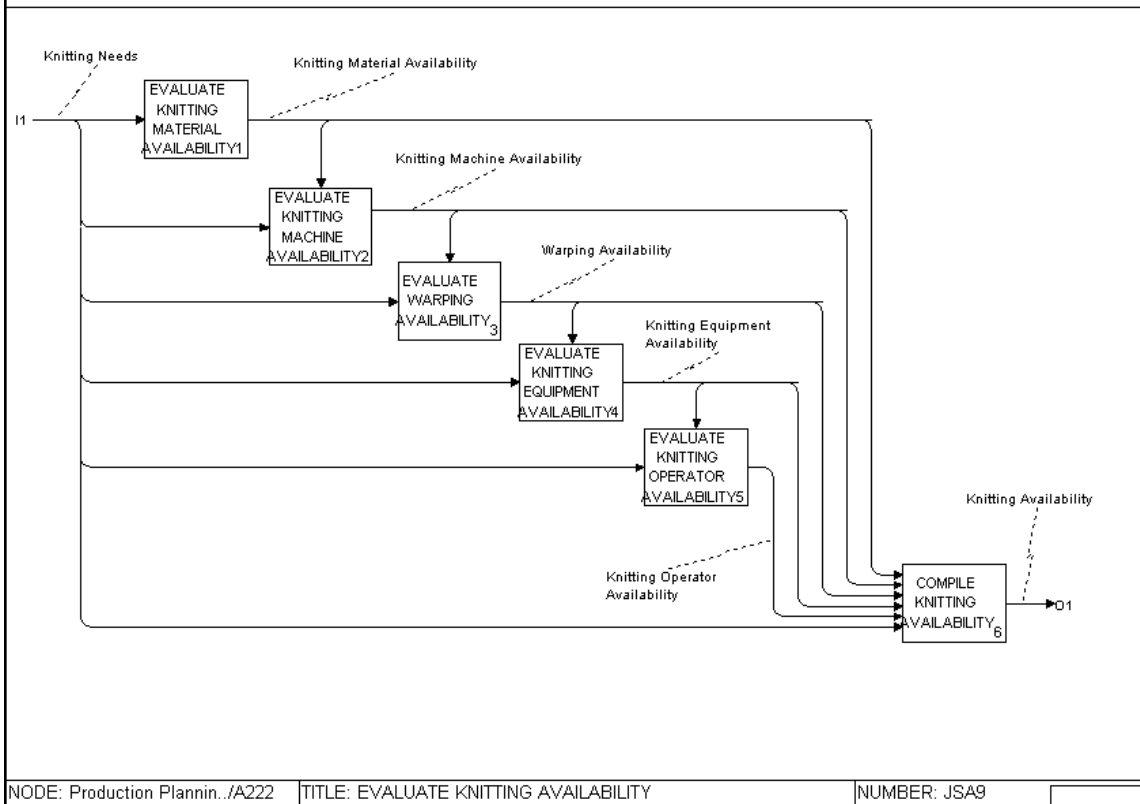 Knitting Needs
Knitting Material Availability
I1
EVALUATE
KNITTING
MATERIAL
AVAILABILITY1
Knitting Machine Availability
EVALUATE
KNITTING
MACHINE
AVAILABILITY2
Warping Availability
EVALUATE
WARPING
AVAILABILITY3
Knitting Equipment
Availability
EVALUATE
KNITTING
EQUIPMENT
AVAILABILITY4
EVALUATE
KNITTING
OPERATOR
AVAILABILITY5
Knitting Operator
Availability
Knitting Availability
COMPILE
KNITTING
AVAILABILITY6
O1
NODE: Production Plannin../A222
TITLE: EVALUATE KNITTING AVAILABILITY
NUMBER: JSA9